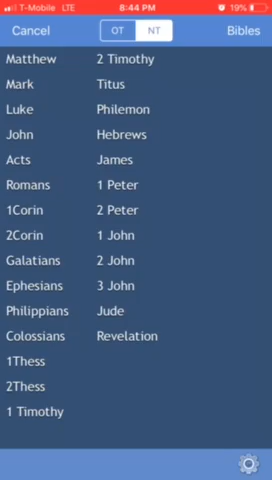 T-Mobile LTE 8:44 PM 19%
Cancel OT NT Bibles
Matthew 2 Timothy
Mark Titus
Luke Philemon
John Hebrews
Acts James
Romans 1 Peter
1Corin 2 Peter
2Corin 1 John
Galatians 2 John
Ephesians 3 John
Philippians Jude
Colossians Revelation
1Thess
2Thess
1 Timothy